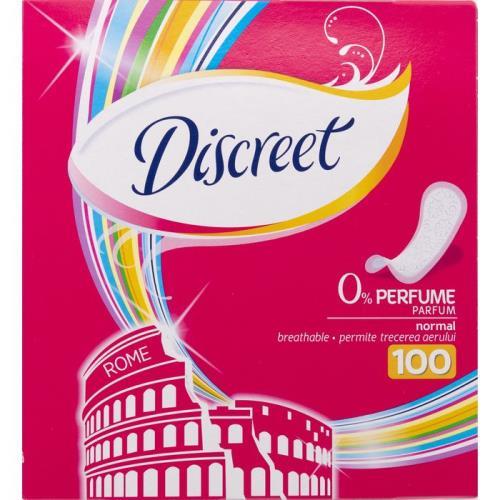 Discreet
0% PERFUME
PARFUM
normal
breathable • permite trecerea aerului
100
ROME